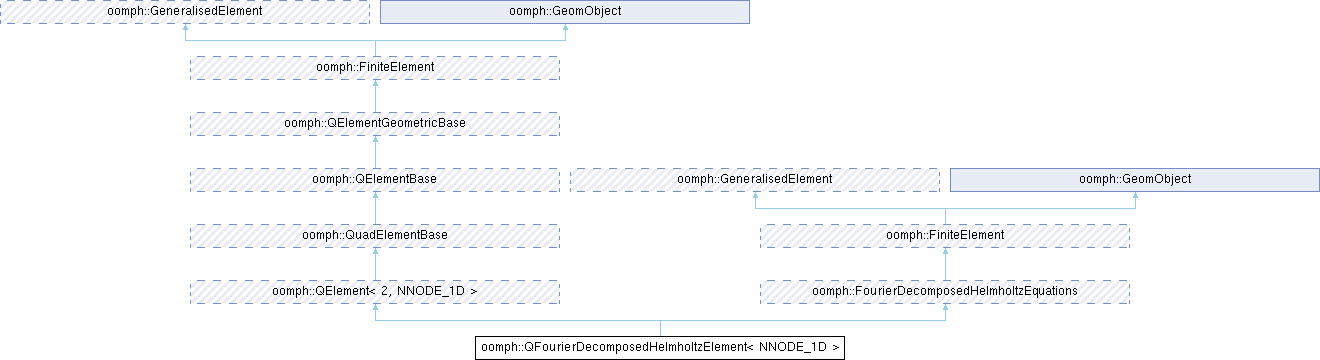 oomph::GeneralisedElement
oomph::GeomObject
oomph::FiniteElement
oomph::QElementGeometricBase
oomph::QElementBase
oomph::GeneralisedElement
oomph::GeomObject
oomph::QuadElementBase
oomph::FiniteElement
oomph::QElement< 2, NNODE_1D >
oomph::FourierDecomposedHelmholtzEquations
oomph::QFourierDecomposedHelmholtzElement< NNODE_1D >